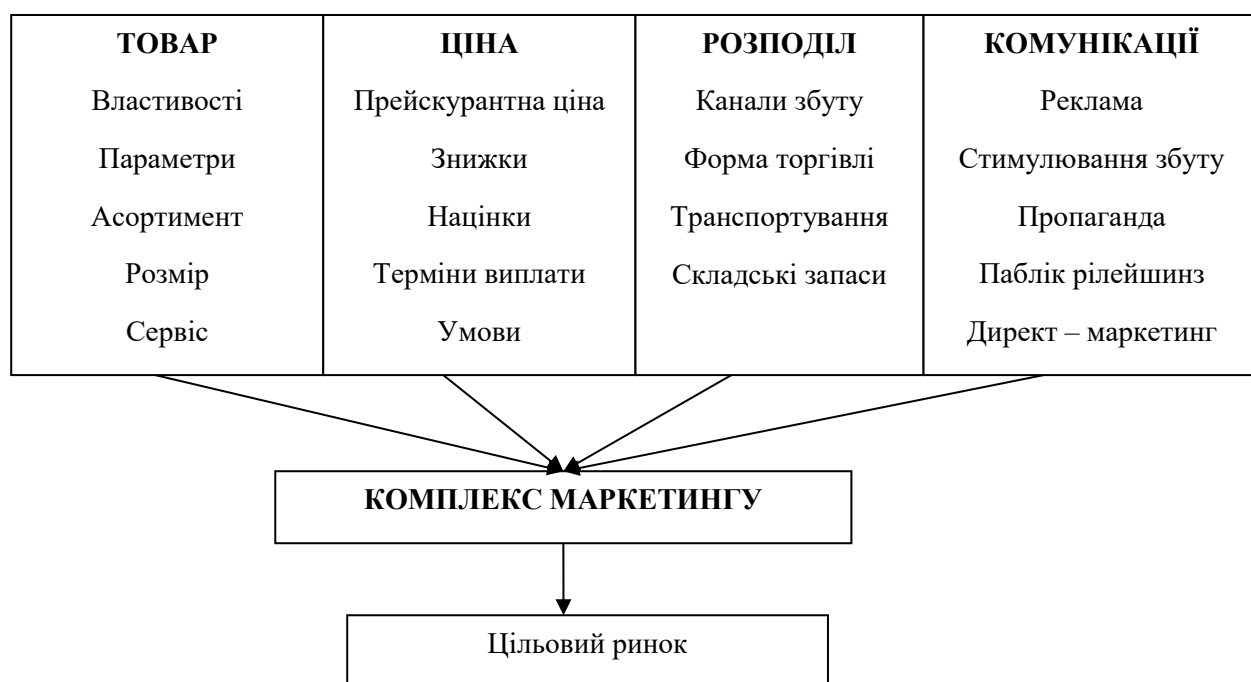 ТОВАР
Властивості
Параметри
Асортимент
Розмір
Сервіс
ЦІНА
Прейскурантна ціна
Знижки
Націнки
Терміни виплати
Умови
РОЗПОДІЛ
Канали збуту
Форма торгівлі
Транспортування
Складські запаси
КОМУНІКАЦІЇ
Реклама
Стимулювання збуту
Пропаганда
Паблік рілейшинз
Директ – маркетинг
КОМПЛЕКС МАРКЕТИНГУ
Цільовий ринок